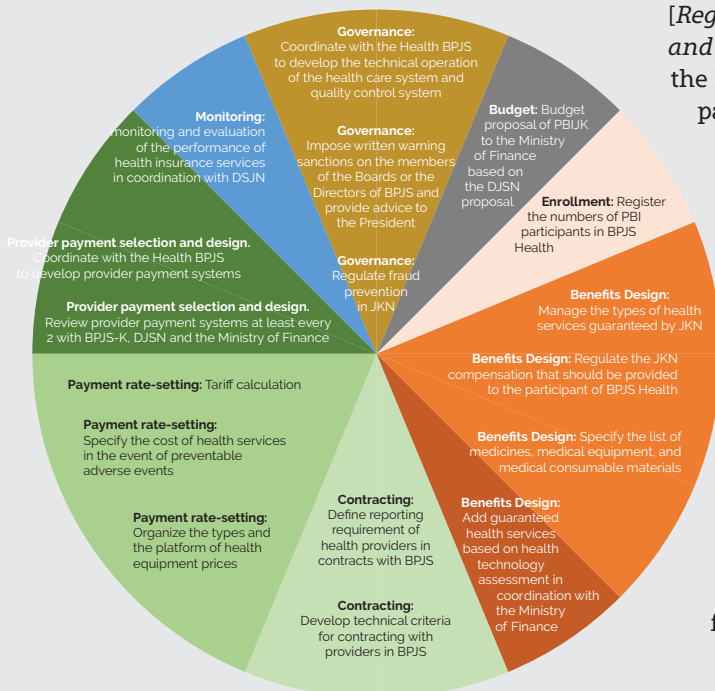 Governance:
Coordinate with the Health BPJS
to develop the technical operation
of the health care system and
quality control system
Governance:
Impose written warning
sanctions on the members
of the Boards or the
Directors of BPJS and
provide advice to
the President
Governance:
Regulate fraud
prevention
in JKN
Budget: Budget
proposal of PBIJK
to the Ministry
of Finance
based on
the DJSN
proposal
Enrollment: Register
the numbers of PBI
participants in BPJS
Health
Benefits Design:
Manage the types of health
services guaranteed by JKN
Benefits Design: Regulate the JKN
compensation that should be provided
to the participant of BPJS Health
Benefits Design: Specify the list of
medicines, medical equipment, and
medical consumable materials
Benefits Design:
Add guaranteed
health services
based on health
technology
assessment in
coordination with
the Ministry
of Finance
Contracting:
Define reporting
requirement of
health providers in
contracts with BPJS
Contracting:
Develop technical criteria
for contracting with
providers in BPJS
Payment rate-setting:
Organize the types and
the platform of health
equipment prices
Payment rate-setting:
Specify the cost of health services
in the event of preventable
adverse events
Payment rate-setting: Tariff calculation
Provider payment selection and design.
Review provider payment systems at least every
2 with BPJS-K, DJSN and the Ministry of Finance
Provider payment selection and design.
Coordinate with the Health BPJS
to develop provider payment systems
Monitoring:
monitoring and evaluation
of the performance of
health insurance services
in coordination with DSJN
[Reg
and
the
pa
f